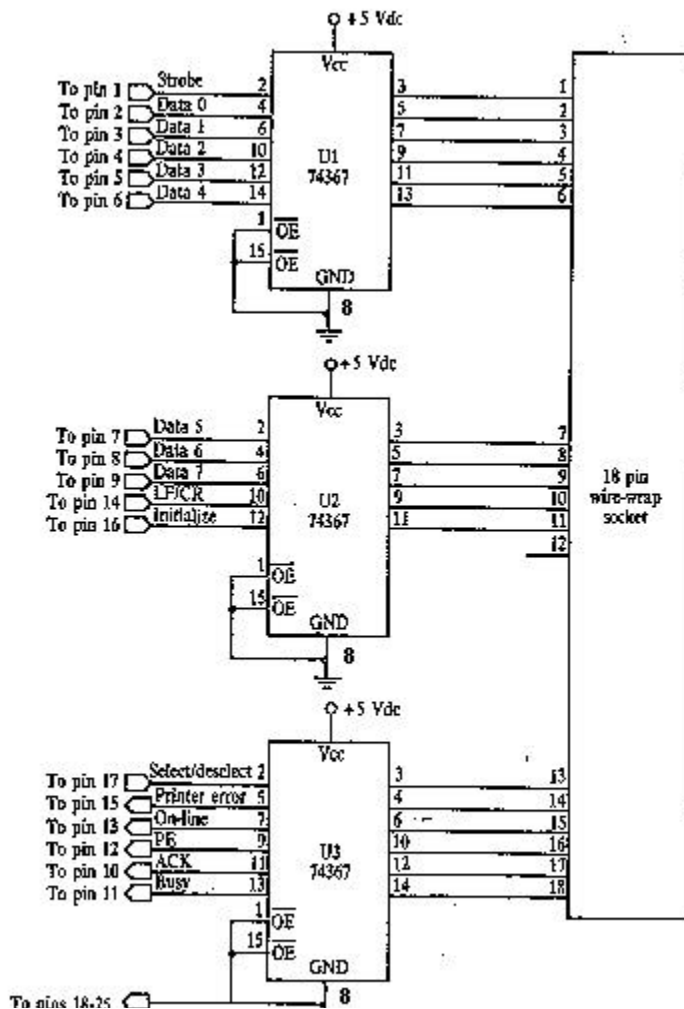 +5 Vdc
Vcc
To pin 1 Strobe 2 3 1
To pin 2 Data 0 4 5 2
To pin 3 Data 1 6 7 3
To pin 4 Data 2 10 9 4
To pin 5 Data 3 12 11 5
To pin 6 Data 4 14 13 6
U1
74367
1 OE
15 OE
GND
8
+5 Vdc
Vcc
To pin 7 Data 5 2 3 7
To pin 8 Data 6 4 5 8
To pin 9 Data 7 6 7 9
To pin 14 LF/CR 10 9 10
To pin 16 Initialise 12 11 11
12
U2
74367
18 pin
wire-wrap
socket
1 OE
15 OE
GND
8
+5 Vdc
Vcc
To pin 17 Select/deselect 2 3 13
To pin 15 Printer error 5 4 14
To pin 13 On-line 7 6 15
To pin 12 PE 9 10 16
To pin 10 ACK 11 12 17
To pin 11 Busy 13 14 18
U3
74367
1 OE
15 OE
GND
8
To pins 18-25